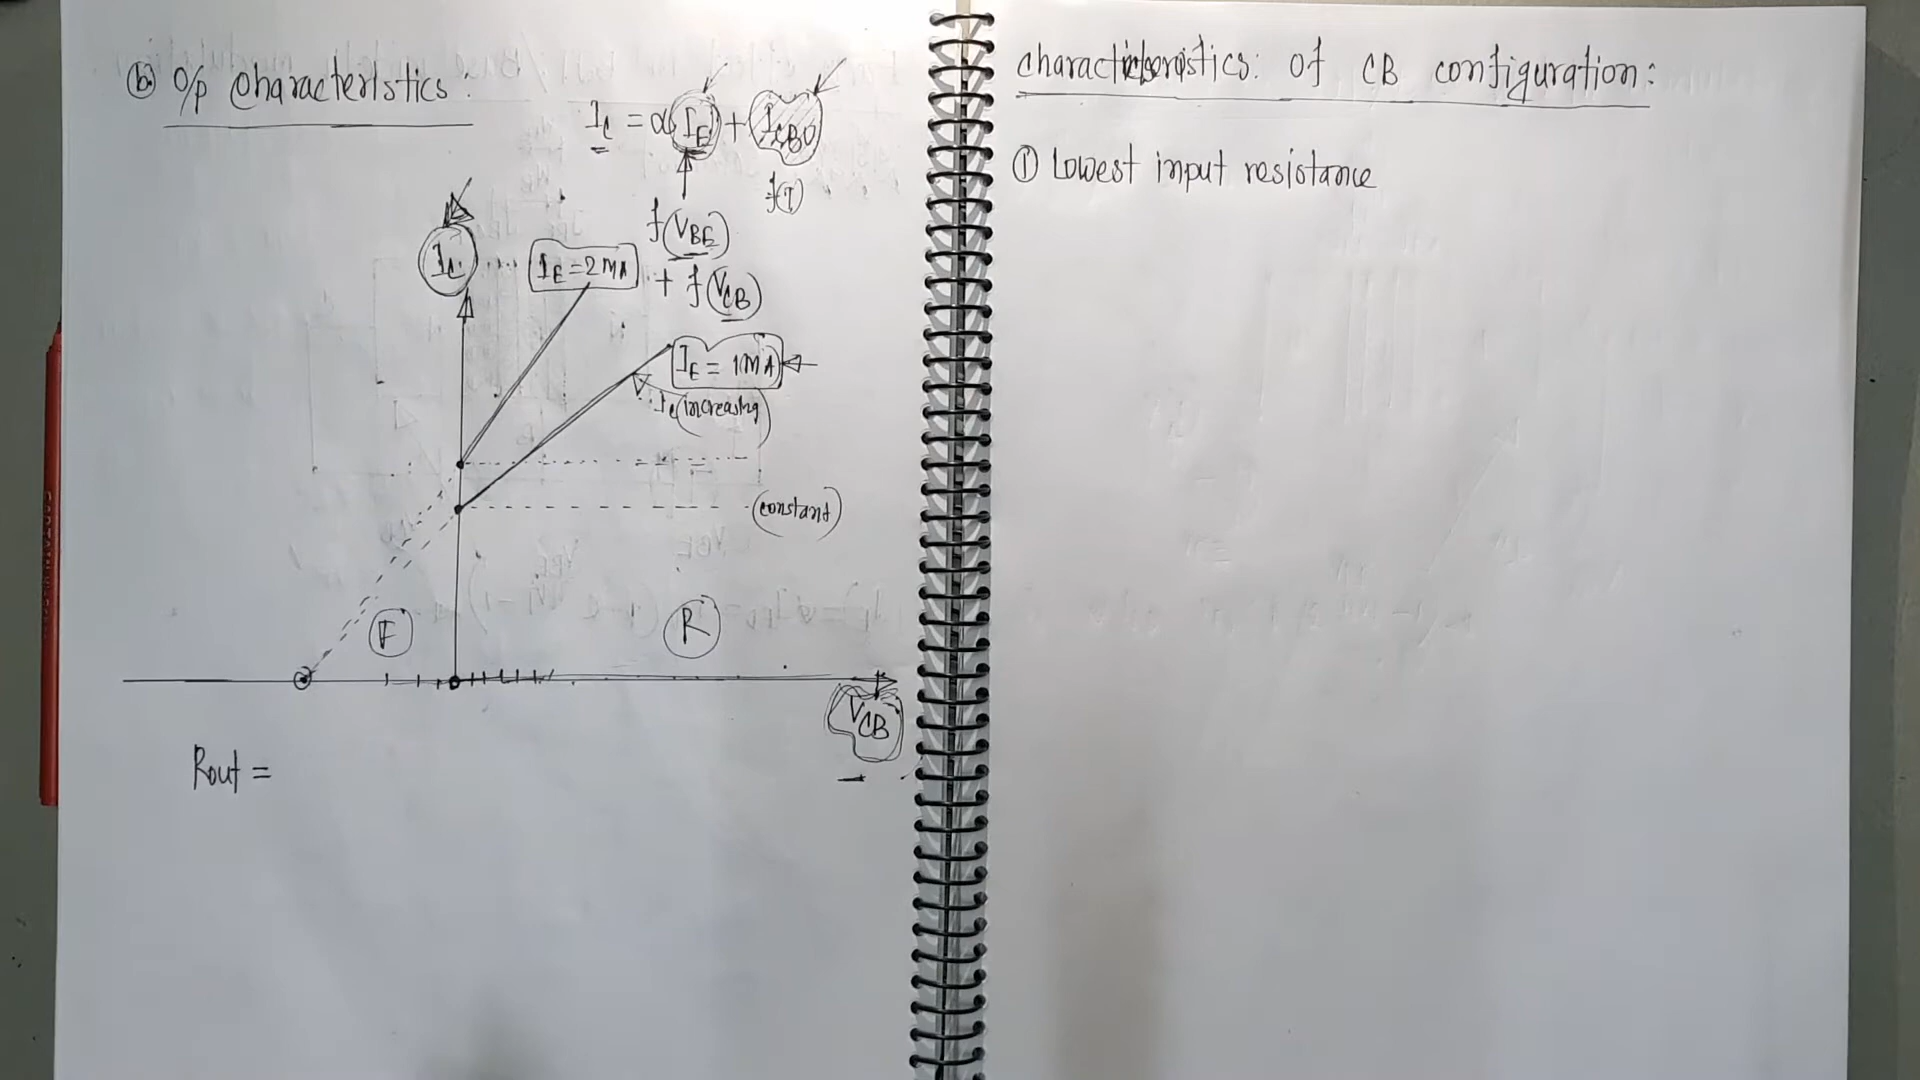 (b) O/p characteristics:
I_C = α I_E + I_CBO
f(T)
f(V_BE)
+ f(V_CB)
I_C
I_E = 2mA
I_E = 1mA
(increasing)
(constant)
F
R
V_CB
Rout =
characteristics: of CB configuration:
① Lowest input resistance